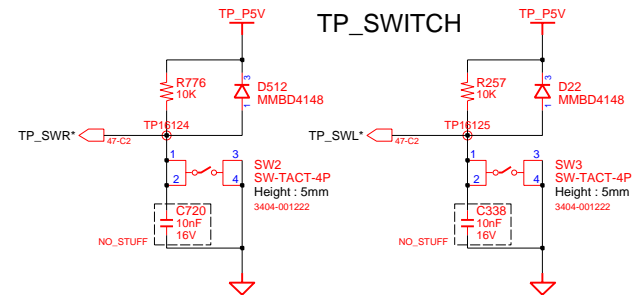 TP_SWITCH
TP_P5V
R776
10K
3
D512
MMBD4148
1
TP16124
TP_SWR*
47-C2
1
3
2
4
SW2
SW-TACT-4P
Height : 5mm
3404-001222
C720
10nF
16V
NO_STUFF
TP_P5V
R257
10K
3
D22
MMBD4148
1
TP16125
TP_SWL*
47-C2
1
3
2
4
SW3
SW-TACT-4P
Height : 5mm
3404-001222
C338
10nF
16V
NO_STUFF